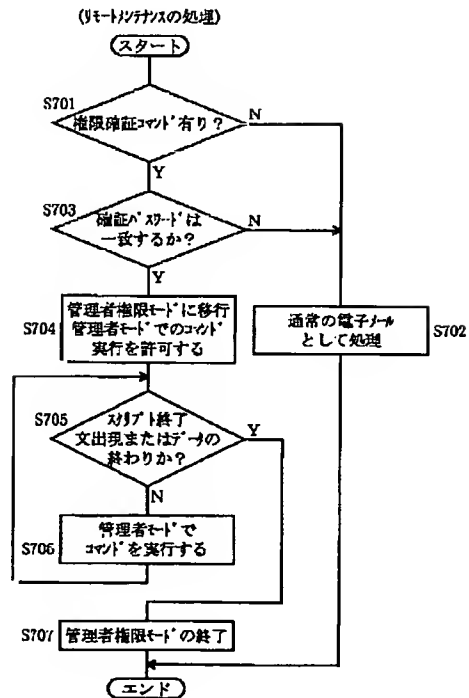 (リモートメンテナンスの処理)
スタート
S701
権限確証コマンド有り?
N
Y
S703
確証パスワードは
一致するか?
N
Y
S704
管理者権限モードに移行
管理者モードでのコマンド
実行を許可する
通常の電子メール
として処理
S702
S705
スクリプト終了
文出現またはデータの
終わりか?
Y
N
S706
管理者モードで
コマンドを実行する
S707
管理者権限モードの終了
エンド